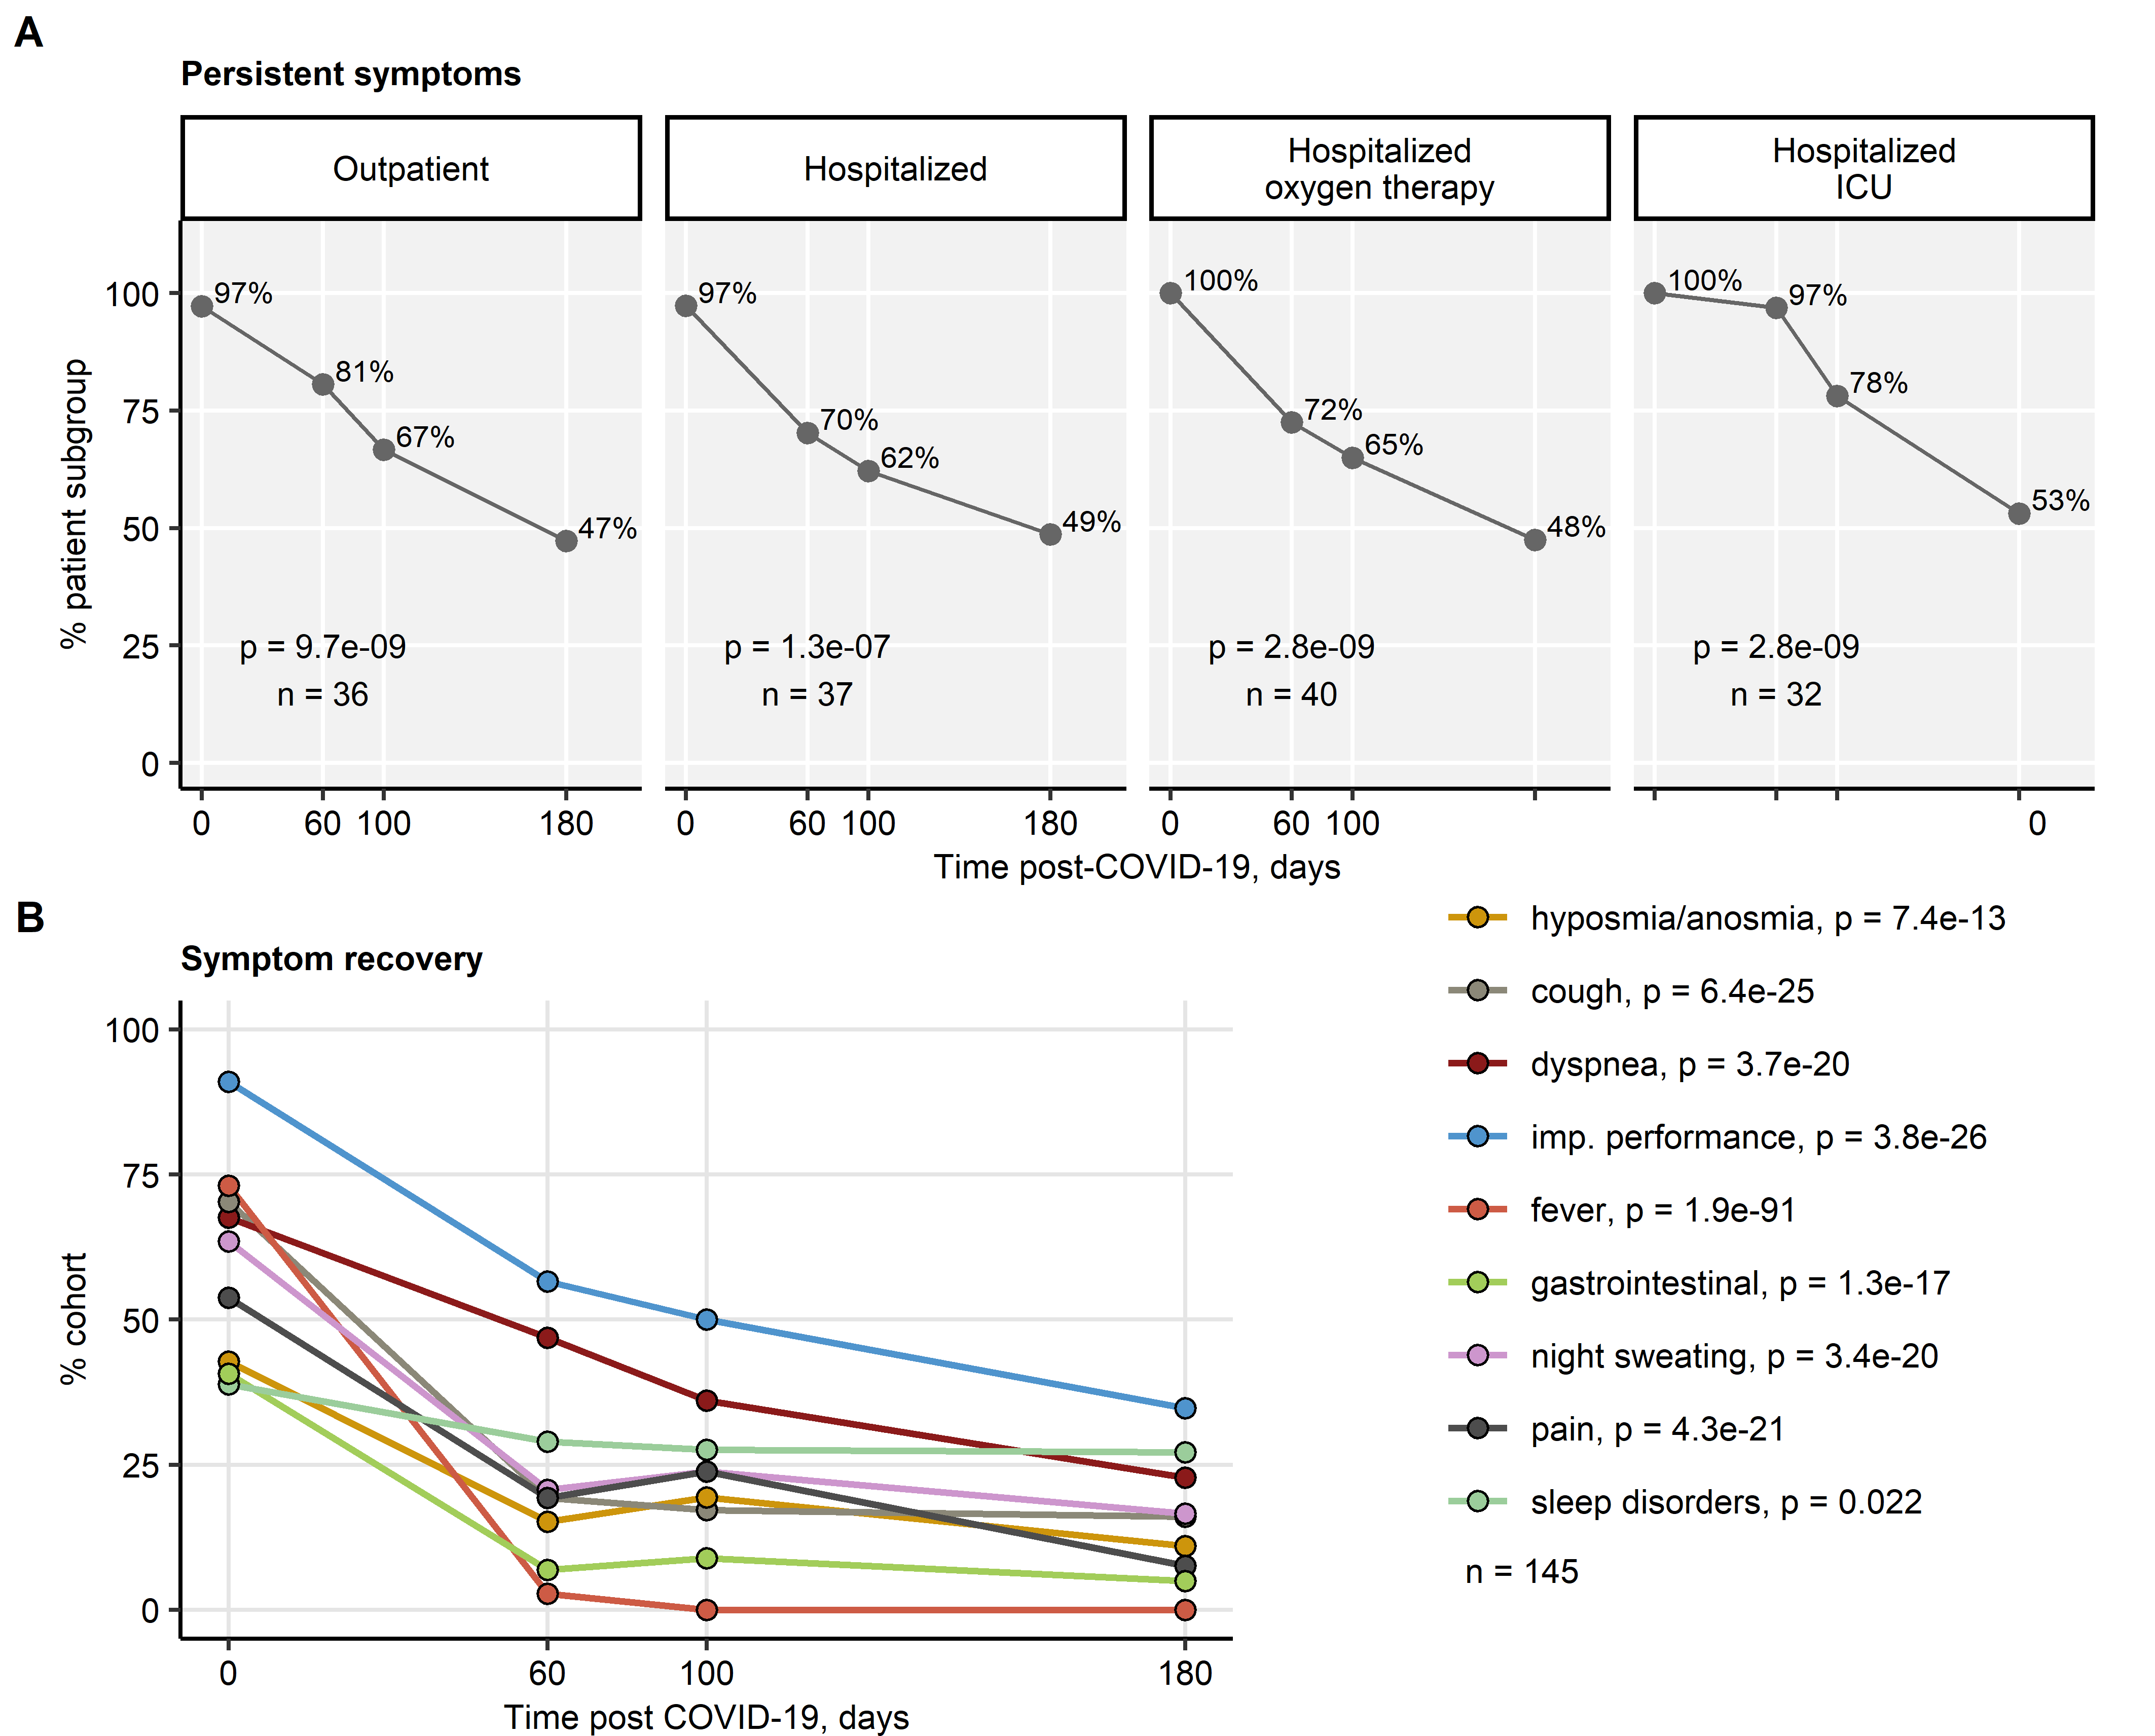 A
Persistent symptoms
Outpatient
Hospitalized
Hospitalized
oxygen therapy
Hospitalized
ICU
% patient subgroup
100
75
50
25
0
97%
81%
67%
47%
p = 9.7e-09
n = 36
97%
70%
62%
49%
p = 1.3e-07
n = 37
100%
72%
65%
48%
p = 2.8e-09
n = 40
100%
97%
78%
53%
p = 2.8e-09
n = 32
0 60 100 180
0 60 100 180
0 60 100
0
Time post-COVID-19, days
B
Symptom recovery
% cohort
100
75
50
25
0
0 60 100 180
Time post COVID-19, days
hyposmia/anosmia, p = 7.4e-13
cough, p = 6.4e-25
dyspnea, p = 3.7e-20
imp. performance, p = 3.8e-26
fever, p = 1.9e-91
gastrointestinal, p = 1.3e-17
night sweating, p = 3.4e-20
pain, p = 4.3e-21
sleep disorders, p = 0.022
n = 145